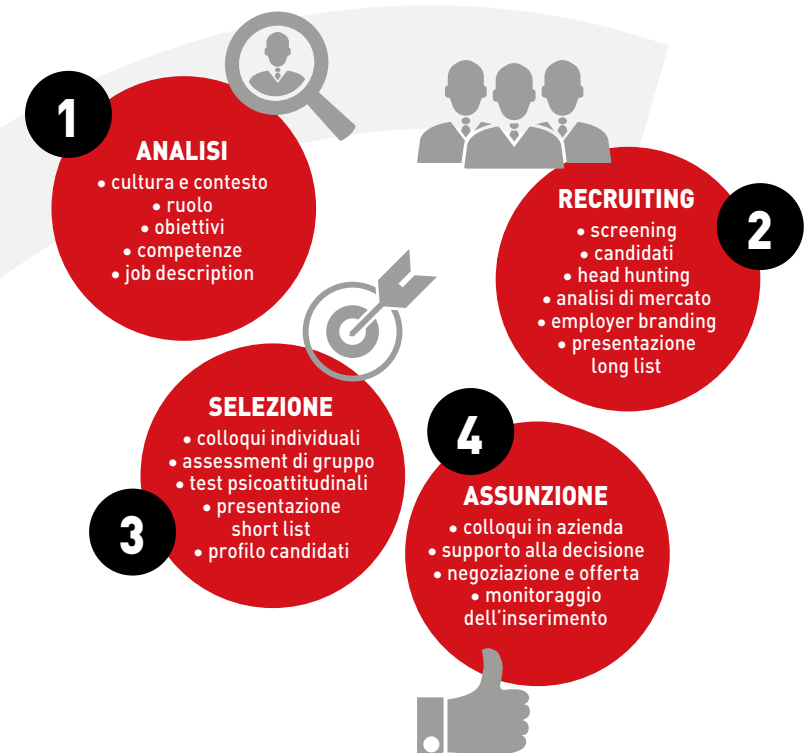 1
ANALISI
• cultura e contesto
• ruolo
• obiettivi
• competenze
• job description
2
RECRUITING
• screening
• candidati
• head hunting
• analisi di mercato
• employer branding
• presentazione
long list
3
SELEZIONE
• colloqui individuali
• assessment di gruppo
• test psicoattitudinali
• presentazione
short list
• profilo candidati
4
ASSUNZIONE
• colloqui in azienda
• supporto alla decisione
• negoziazione e offerta
• monitoraggio
dell’inserimento